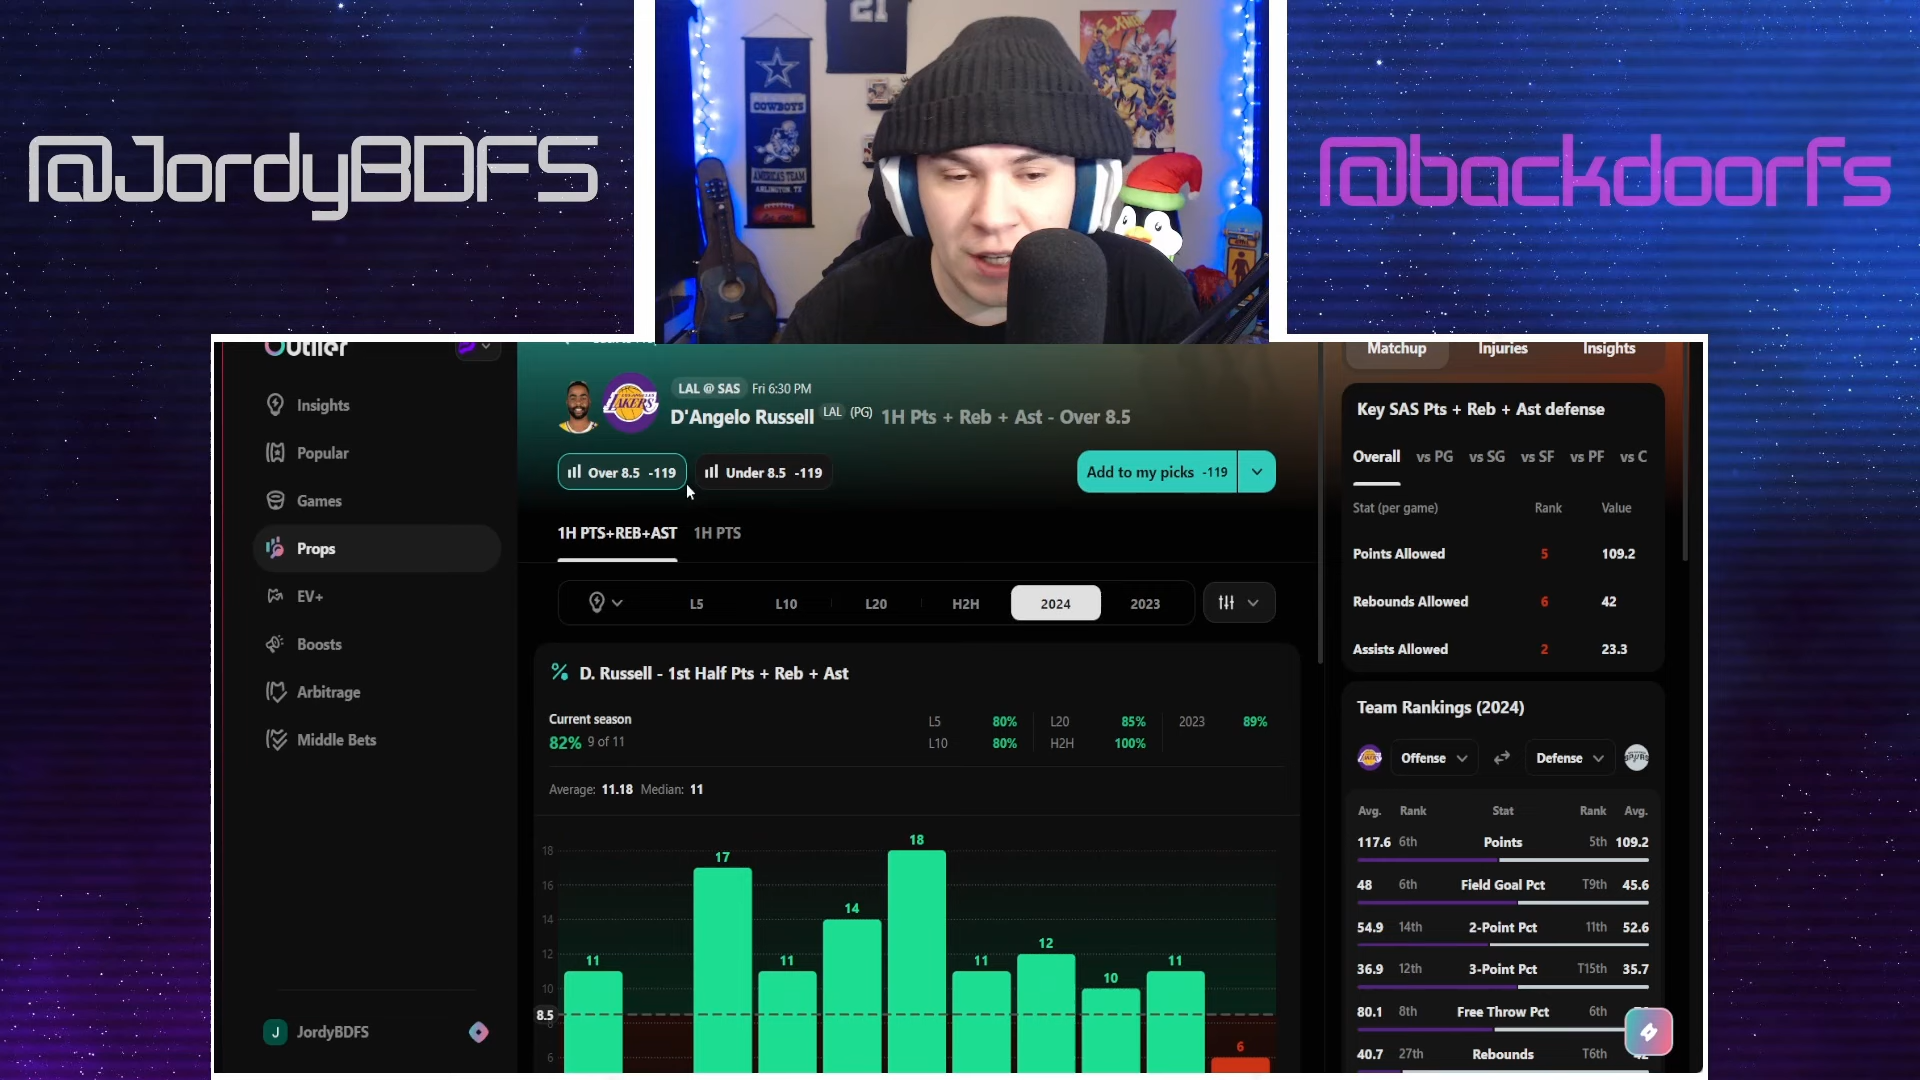 @JordyBDFS
@backdoorfs
21
COWBOYS
AMERICA'S TEAM
ARLINGTON, TX
X-MEN
Outlier
Insights
Popular
Games
Props
EV+
Boosts
Arbitrage
Middle Bets
J JordyBDFS
LAL @ SAS Fri 6:30 PM
D'Angelo Russell LAL (PG) 1H Pts + Reb + Ast - Over 8.5
Over 8.5 -119 Under 8.5 -119
Add to my picks -119
1H PTS+REB+AST 1H PTS
L5 L10 L20 H2H 2024 2023
D. Russell - 1st Half Pts + Reb + Ast
Current season
82% 9 of 11
L5 80% L20 85% 2023 89%
L10 80% H2H 100%
Average: 11.18 Median: 11
18
16
14
12
10
8.5
8
6
11 17 11 14 18 11 12 10 11 6
Matchup Injuries Insights
Key SAS Pts + Reb + Ast defense
Overall vs PG vs SG vs SF vs PF vs C
Stat (per game) Rank Value
Points Allowed 5 109.2
Rebounds Allowed 6 42
Assists Allowed 2 23.3
Team Rankings (2024)
Offense Defense
Avg. Rank Stat Rank Avg.
117.6 6th Points 5th 109.2
48 6th Field Goal Pct T9th 45.6
54.9 14th 2-Point Pct 11th 52.6
36.9 12th 3-Point Pct T15th 35.7
80.1 8th Free Throw Pct 6th
40.7 27th Rebounds T6th 42